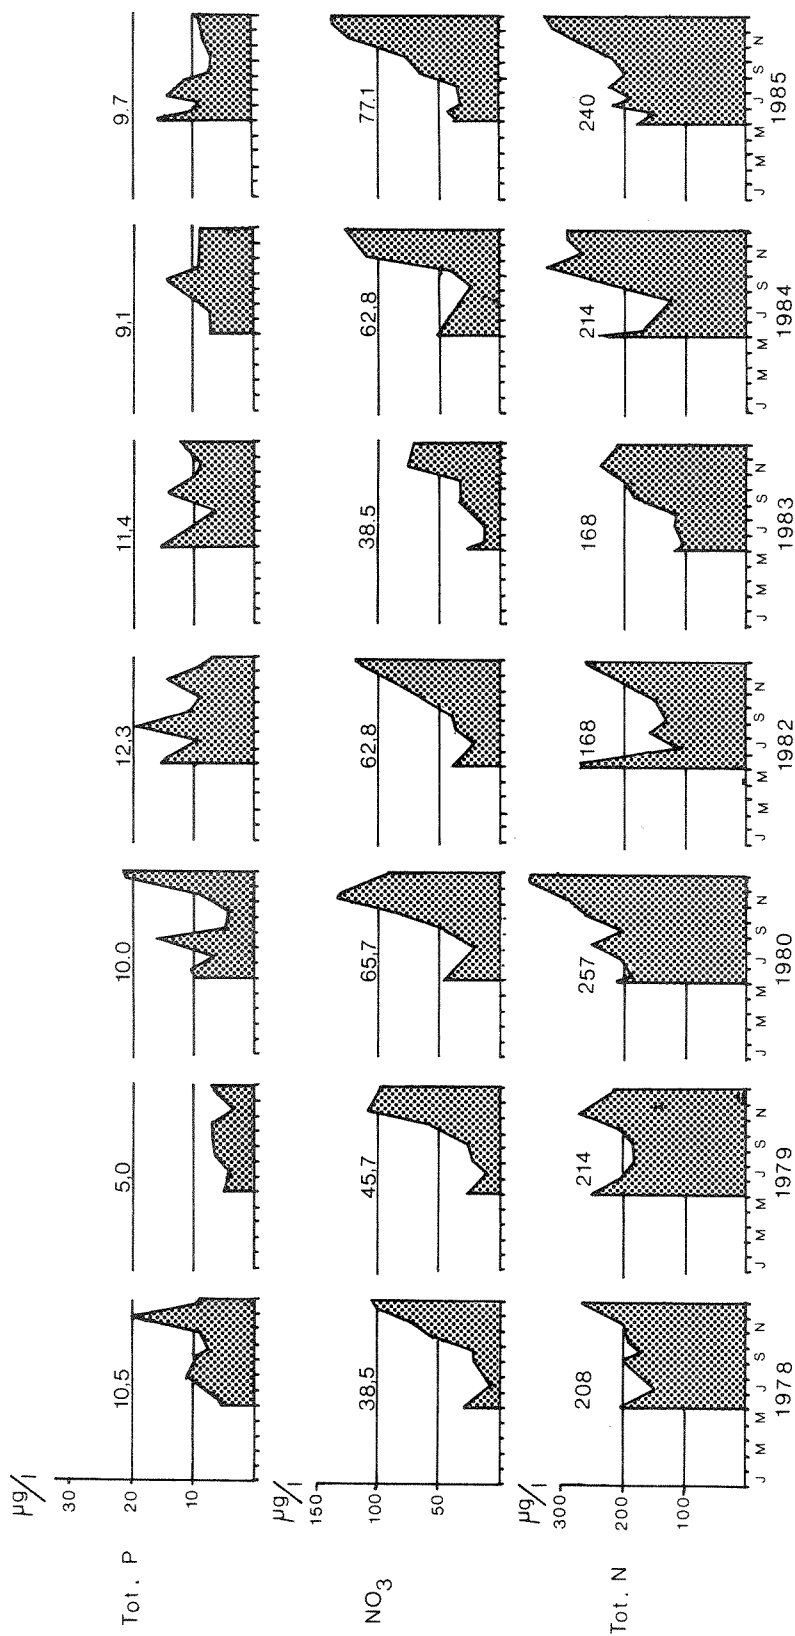 µg/l
30
20
10
Tot. P
10,5 5,0 10.0 12.3 114 9.1 9.7
µg/l
150
100
50
NO3
38,5 45,7 65,7 62,8 38.5 62.8 77.1
µg/l
300
200
100
Tot. N
208 214 257 168 168 214 240
J M M J S N J M M J S N J M M J S N J M M J S N J M M J S N J M M J S N J M M J S N
1978 1979 1980 1982 1983 1984 1985